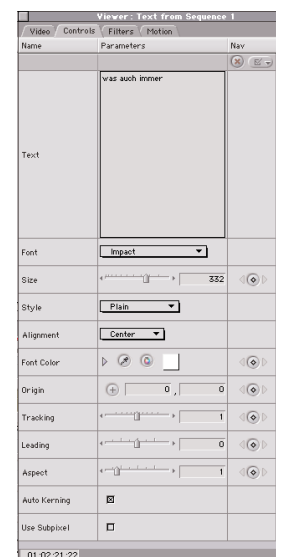 Viewer: Text from Sequence 1
Video Controls Filters Motion
Name Parameters Nav
was auch immer
Text
Font Impact
Size 332
Style Plain
Alignment Center
Font Color
Origin 0 , 0
Tracking 1
Leading 0
Aspect 1
Auto Kerning
Use Subpixel
01:02:21:22